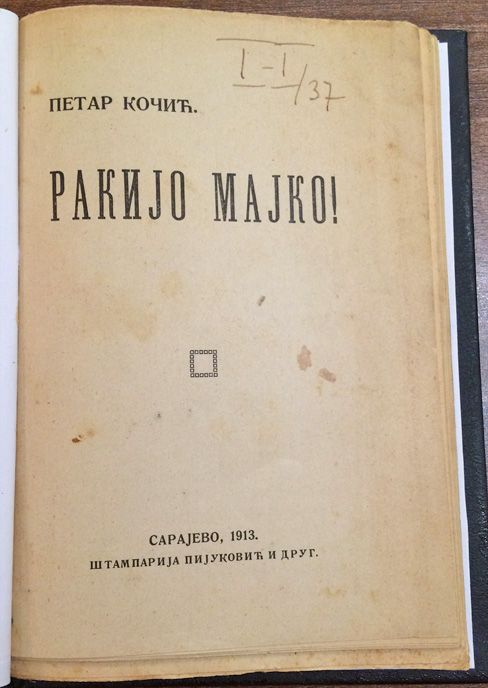 I-I/37
ПЕТАР КОЧИЋ.
РАКИЈО МАЈКО!
САРАЈЕВО, 1913.
ШТАМПАРИЈА ПИЈУКОВИЋ И ДРУГ.